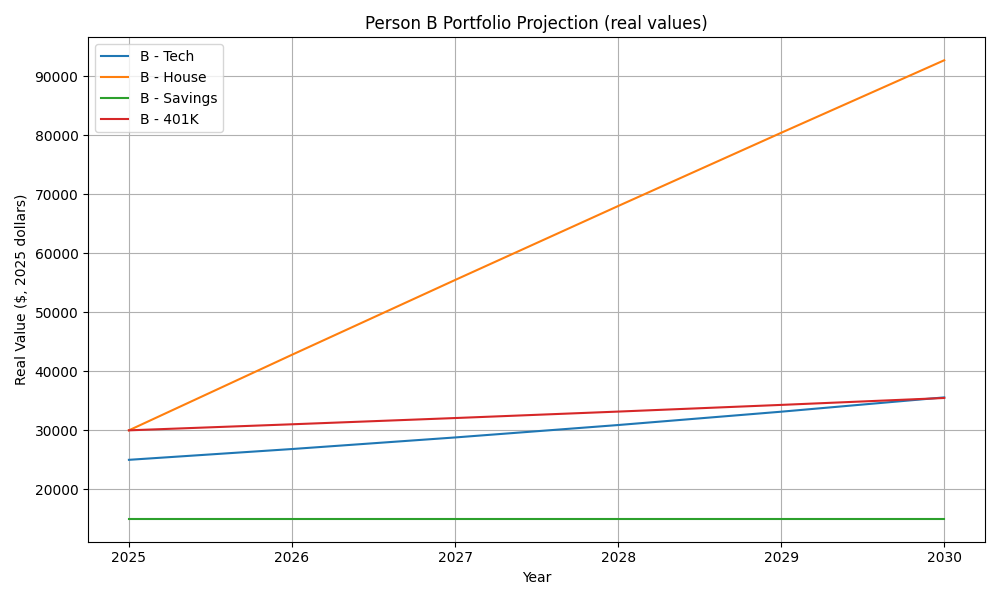 Person B Portfolio Projection (real values)
B - Tech
B - House
B - Savings
B - 401K
Real Value ($, 2025 dollars)
90000
80000
70000
60000
50000
40000
30000
20000
2025 2026 2027 2028 2029 2030
Year